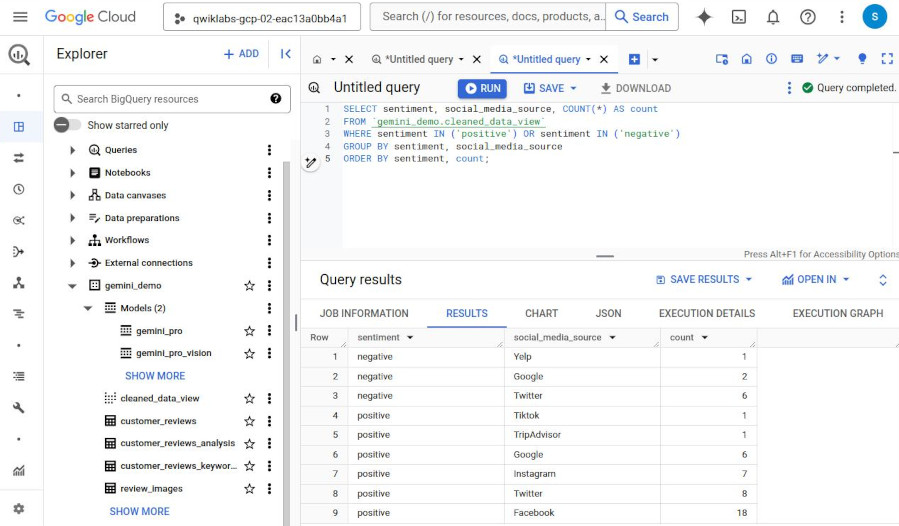 Google Cloud
qwiklabs-gcp-02-eac13a0bb4a1
Search (/) for resources, docs, products, a...
Search
S
Explorer
+ ADD
Search BigQuery resources
Show starred only
Queries
Notebooks
Data canvases
Data preparations
Workflows
External connections
gemini_demo
Models (2)
gemini_pro
gemini_pro_vision
SHOW MORE
cleaned_data_view
customer_reviews
customer_reviews_analysis
customer_reviews_keywor...
review_images
SHOW MORE
*Untitled query
*Untitled query
Untitled query
RUN
SAVE
DOWNLOAD
Query completed.
1 SELECT sentiment, social_media_source, COUNT(*) AS count
2 FROM `gemini_demo.cleaned_data_view`
3 WHERE sentiment IN ('positive') OR sentiment IN ('negative')
4 GROUP BY sentiment, social_media_source
5 ORDER BY sentiment, count;
Press Alt+F1 for Accessibility Options
Query results
SAVE RESULTS
OPEN IN
JOB INFORMATION RESULTS CHART JSON EXECUTION DETAILS EXECUTION GRAPH
Row sentiment social_media_source count
1 negative Yelp 1
2 negative Google 2
3 negative Twitter 6
4 positive Tiktok 1
5 positive TripAdvisor 1
6 positive Google 6
7 positive Instagram 7
8 positive Twitter 8
9 positive Facebook 18